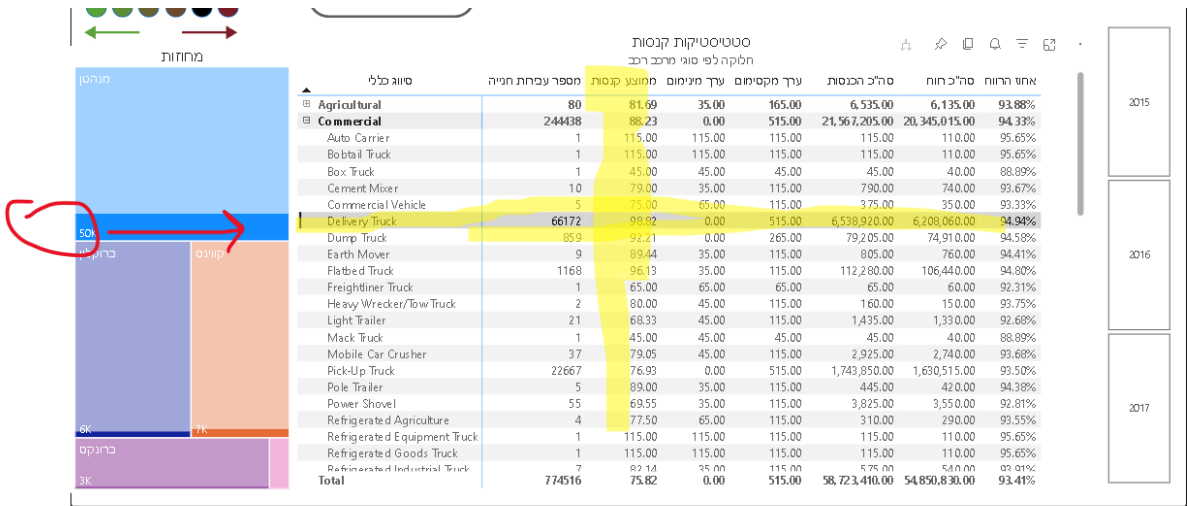 סטטיסטיקות קנסות
חלוקה לפי סוגי מרכב רכב
מחוזות
מנהטן
50K
ברוקלין
קווינס
6K
7K
ברונקס
3K
סיווג כללי מספר עבירות חנייה ממוצע קנסות ערך מינימום ערך מקסימום סה"כ הכנסות סה"כ רווח אחוז הרווח
Agricultural 80 81.69 35.00 165.00 6,535.00 6,135.00 93.88%
Commercial 244438 88.23 0.00 515.00 21,567,205.00 20,345,015.00 94.33%
Auto Carrier 1 115.00 115.00 115.00 115.00 110.00 95.65%
Bobtail Truck 1 115.00 115.00 115.00 115.00 110.00 95.65%
Box Truck 1 45.00 45.00 45.00 45.00 40.00 88.89%
Cement Mixer 10 79.00 35.00 115.00 790.00 740.00 93.67%
Commercial Vehicle 5 75.00 65.00 115.00 375.00 350.00 93.33%
Delivery Truck 66172 98.82 0.00 515.00 6,538,920.00 6,208,060.00 94.94%
Dump Truck 859 92.21 0.00 265.00 79,205.00 74,910.00 94.58%
Earth Mover 9 89.44 35.00 115.00 805.00 760.00 94.41%
Flatbed Truck 1168 96.13 35.00 115.00 112,280.00 106,440.00 94.80%
Freightliner Truck 1 65.00 65.00 65.00 65.00 60.00 92.31%
Heavy Wrecker/Tow Truck 2 80.00 45.00 115.00 160.00 150.00 93.75%
Light Trailer 21 68.33 45.00 115.00 1,435.00 1,330.00 92.68%
Mack Truck 1 45.00 45.00 45.00 45.00 40.00 88.89%
Mobile Car Crusher 37 79.05 45.00 115.00 2,925.00 2,740.00 93.68%
Pick-Up Truck 22667 76.93 0.00 515.00 1,743,850.00 1,630,515.00 93.50%
Pole Trailer 5 89.00 35.00 115.00 445.00 420.00 94.38%
Power Shovel 55 69.55 35.00 115.00 3,825.00 3,550.00 92.81%
Refrigerated Agriculture 4 77.50 65.00 115.00 310.00 290.00 93.55%
Refrigerated Equipment Truck 1 115.00 115.00 115.00 115.00 110.00 95.65%
Refrigerated Goods Truck 1 115.00 115.00 115.00 115.00 110.00 95.65%
Refrigerated Industrial Truck 7 82.14 35.00 115.00 575.00 540.00 93.91%
Total 774516 75.82 0.00 515.00 58,723,410.00 54,850,830.00 93.41%
2015
2016
2017